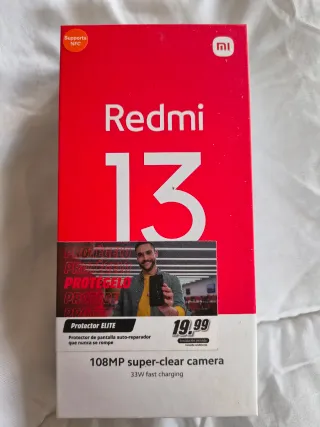 Supports
NFC
mi
Redmi
13
PROTÉGELO
Protector ELITE
Protector de pantalla auto-reparador
que nunca se rompe
19,99
108MP super-clear camera
33W fast charging